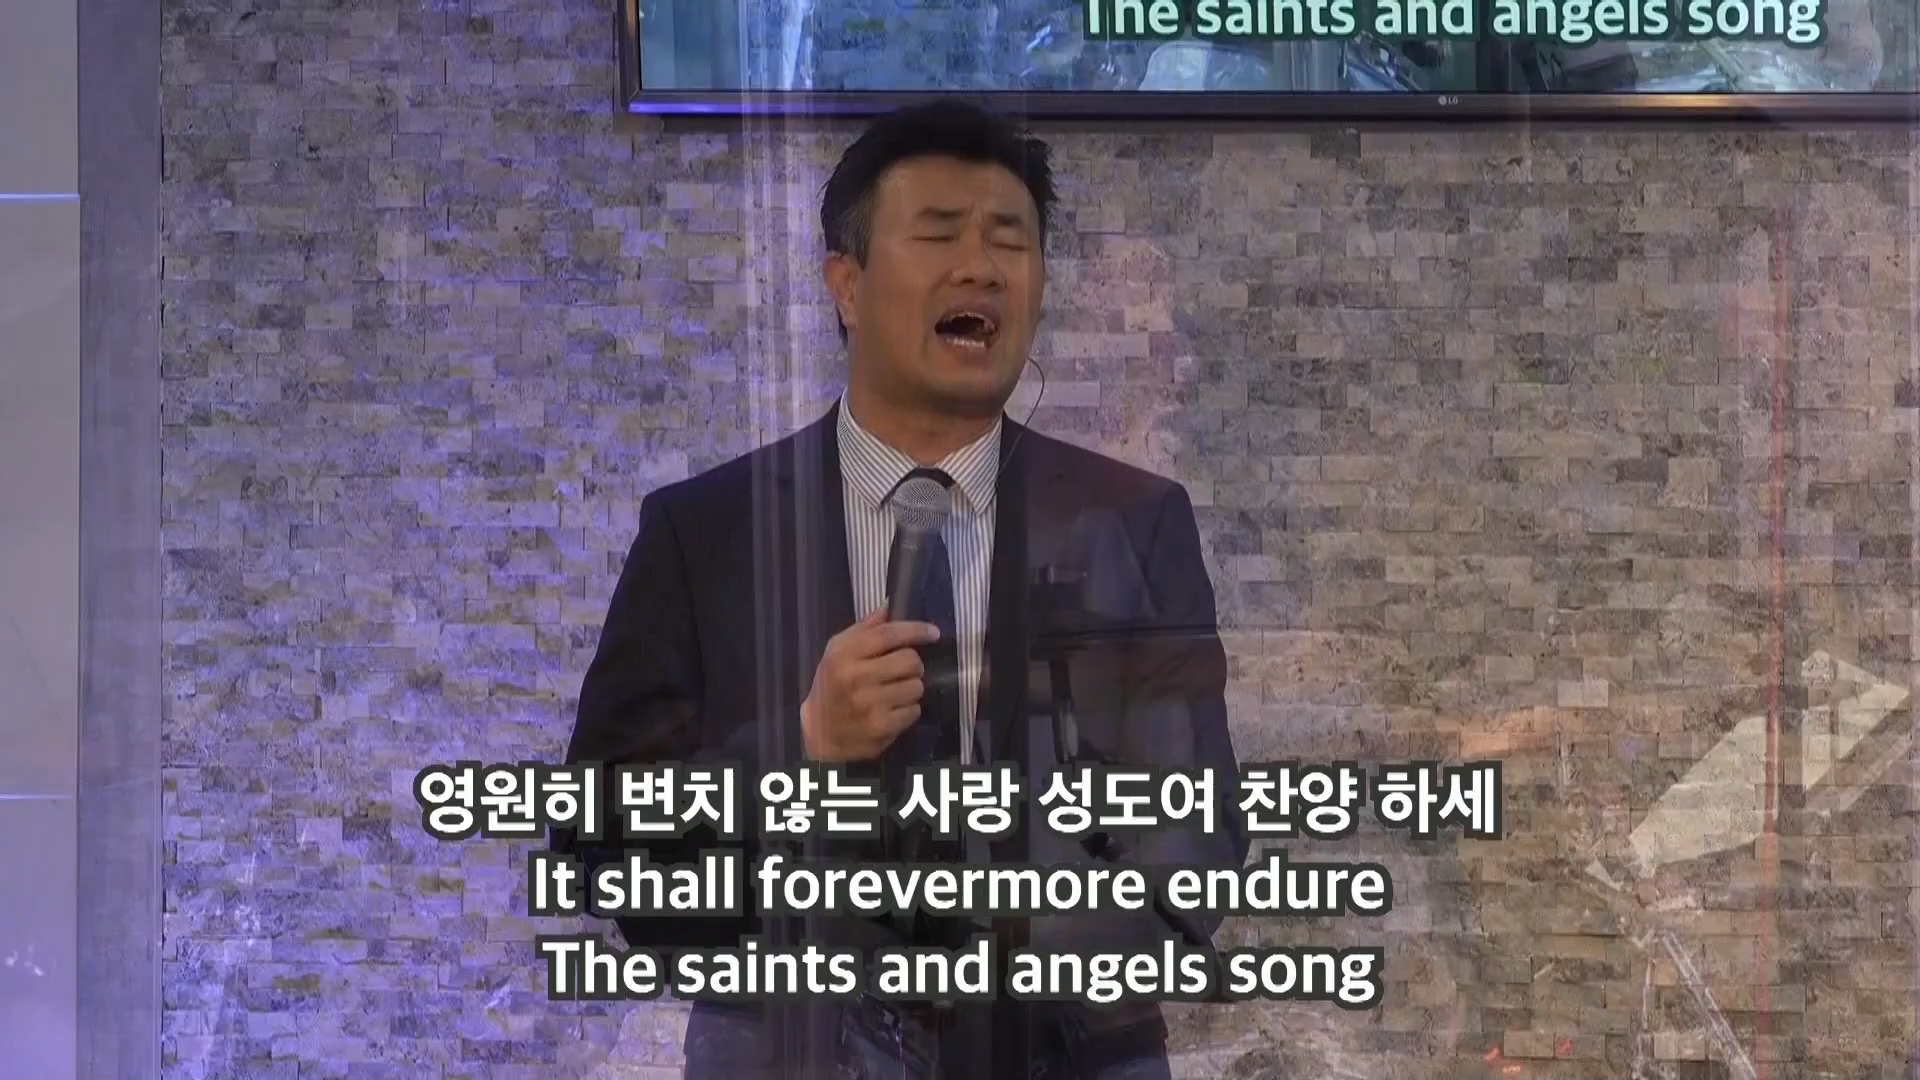 The saints and angels song
LG
영원히 변치 않는 사랑 성도여 찬양 하세
It shall forevermore endure
The saints and angels song